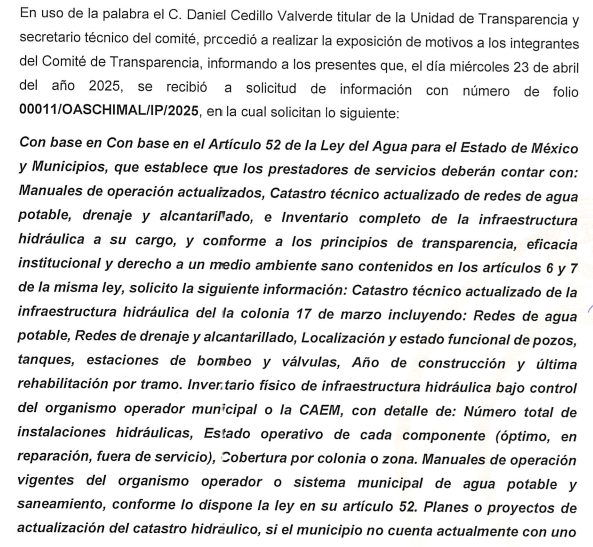 En uso de la palabra el C. Daniel Cedillo Valverde titular de la Unidad de Transparencia y
secretario técnico del comité, procedió a realizar la exposición de motivos a los integrantes
del Comité de Transparencia, informando a los presentes que, el día miércoles 23 de abril
del año 2025, se recibió a solicitud de información con número de folio
00011/OASCHIMAL/IP/2025, en la cual solicitan lo siguiente:
Con base en Con base en el Artículo 52 de la Ley del Agua para el Estado de México
y Municipios, que establece que los prestadores de servicios deberán contar con:
Manuales de operación actualizados, Catastro técnico actualizado de redes de agua
potable, drenaje y alcantarillado, e Inventario completo de la infraestructura
hidráulica a su cargo, y conforme a los principios de transparencia, eficacia
institucional y derecho a un medio ambiente sano contenidos en los artículos 6 y 7
de la misma ley, solicito la siguiente información: Catastro técnico actualizado de la
infraestructura hidráulica del la colonia 17 de marzo incluyendo: Redes de agua
potable, Redes de drenaje y alcantarillado, Localización y estado funcional de pozos,
tanques, estaciones de bombeo y válvulas, Año de construcción y última
rehabilitación por tramo. Inventario físico de infraestructura hidráulica bajo control
del organismo operador municipal o la CAEM, con detalle de: Número total de
instalaciones hidráulicas, Estado operativo de cada componente (óptimo, en
reparación, fuera de servicio), Cobertura por colonia o zona. Manuales de operación
vigentes del organismo operador o sistema municipal de agua potable y
saneamiento, conforme lo dispone la ley en su artículo 52. Planes o proyectos de
actualización del catastro hidráulico, si el municipio no cuenta actualmente con uno